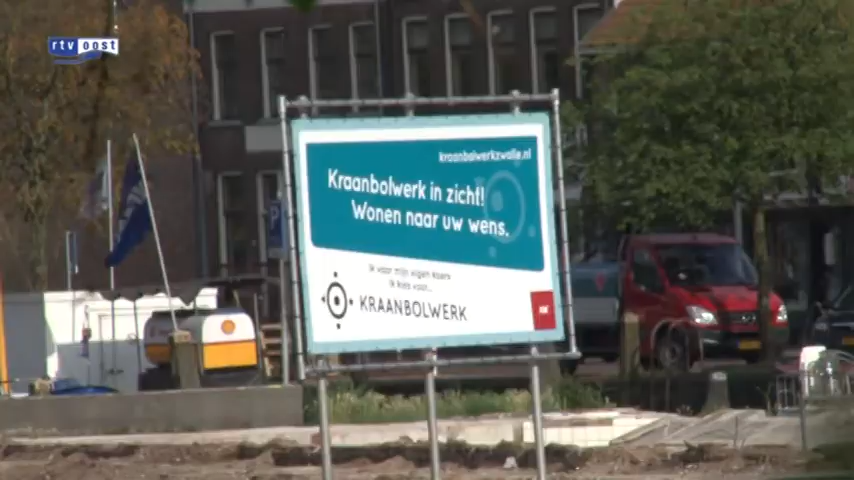 rtv oost
kraanbolwerkzwolle.nl
Kraanbolwerk in zicht!
Wonen naar uw wens.
Ik vaar mijn eigen koers
Ik kies voor...
KRAANBOLWERK